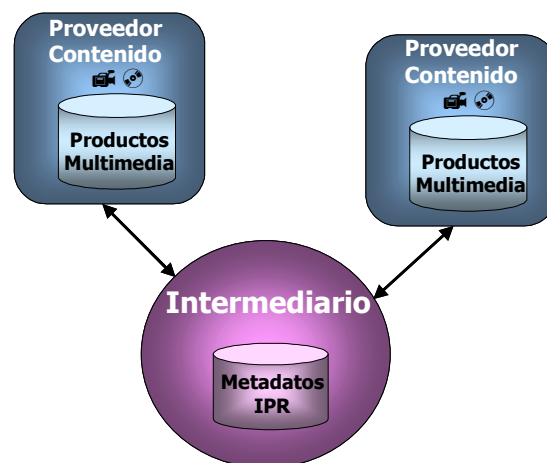 Proveedor
Contenido
Productos
Multimedia
Proveedor
Contenido
Productos
Multimedia
Intermediario
Metadatos
IPR